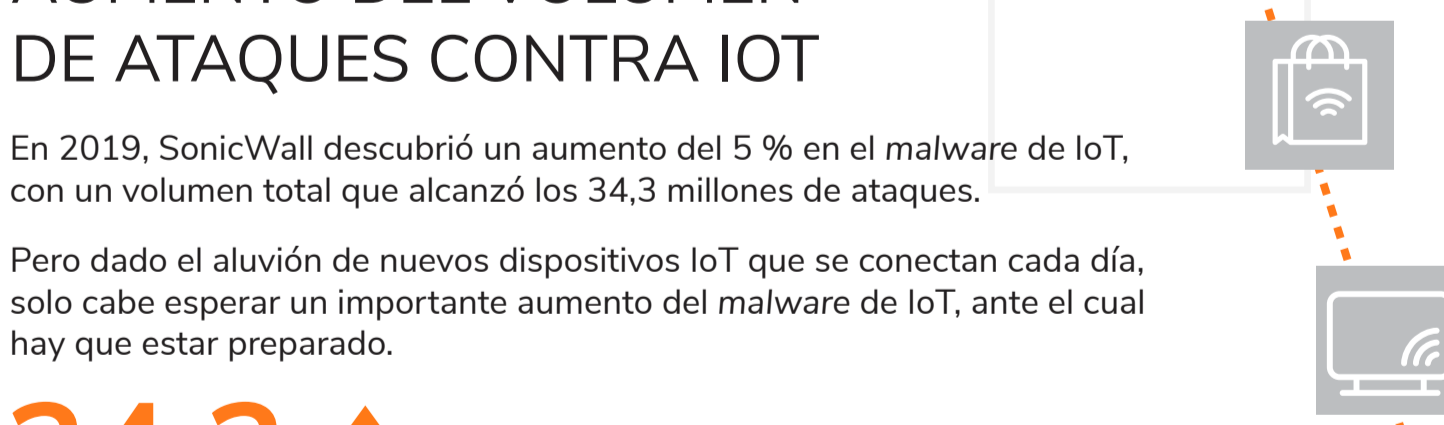 AUMENTO DEL VOLUMEN
DE ATAQUES CONTRA IOT
En 2019, SonicWall descubrió un aumento del 5 % en el malware de IoT,
con un volumen total que alcanzó los 34,3 millones de ataques.
Pero dado el aluvión de nuevos dispositivos IoT que se conectan cada día,
solo cabe esperar un importante aumento del malware de IoT, ante el cual
hay que estar preparado.